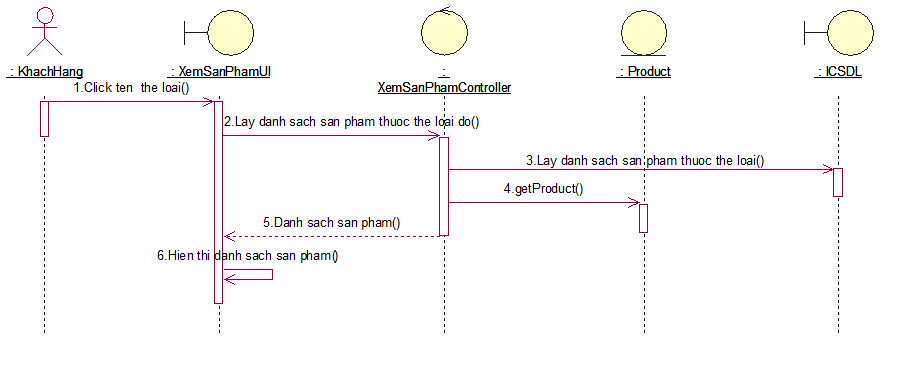 : KhachHang
: XemSanPhamUI
:
XemSanPhamController
: Product
: ICSDL
1.Click ten the loai()
2.Lay danh sach san pham thuoc the loai do()
3.Lay danh sach san pham thuoc the loai()
4.getProduct()
5.Danh sach san pham()
6.Hien thi danh sach san pham()